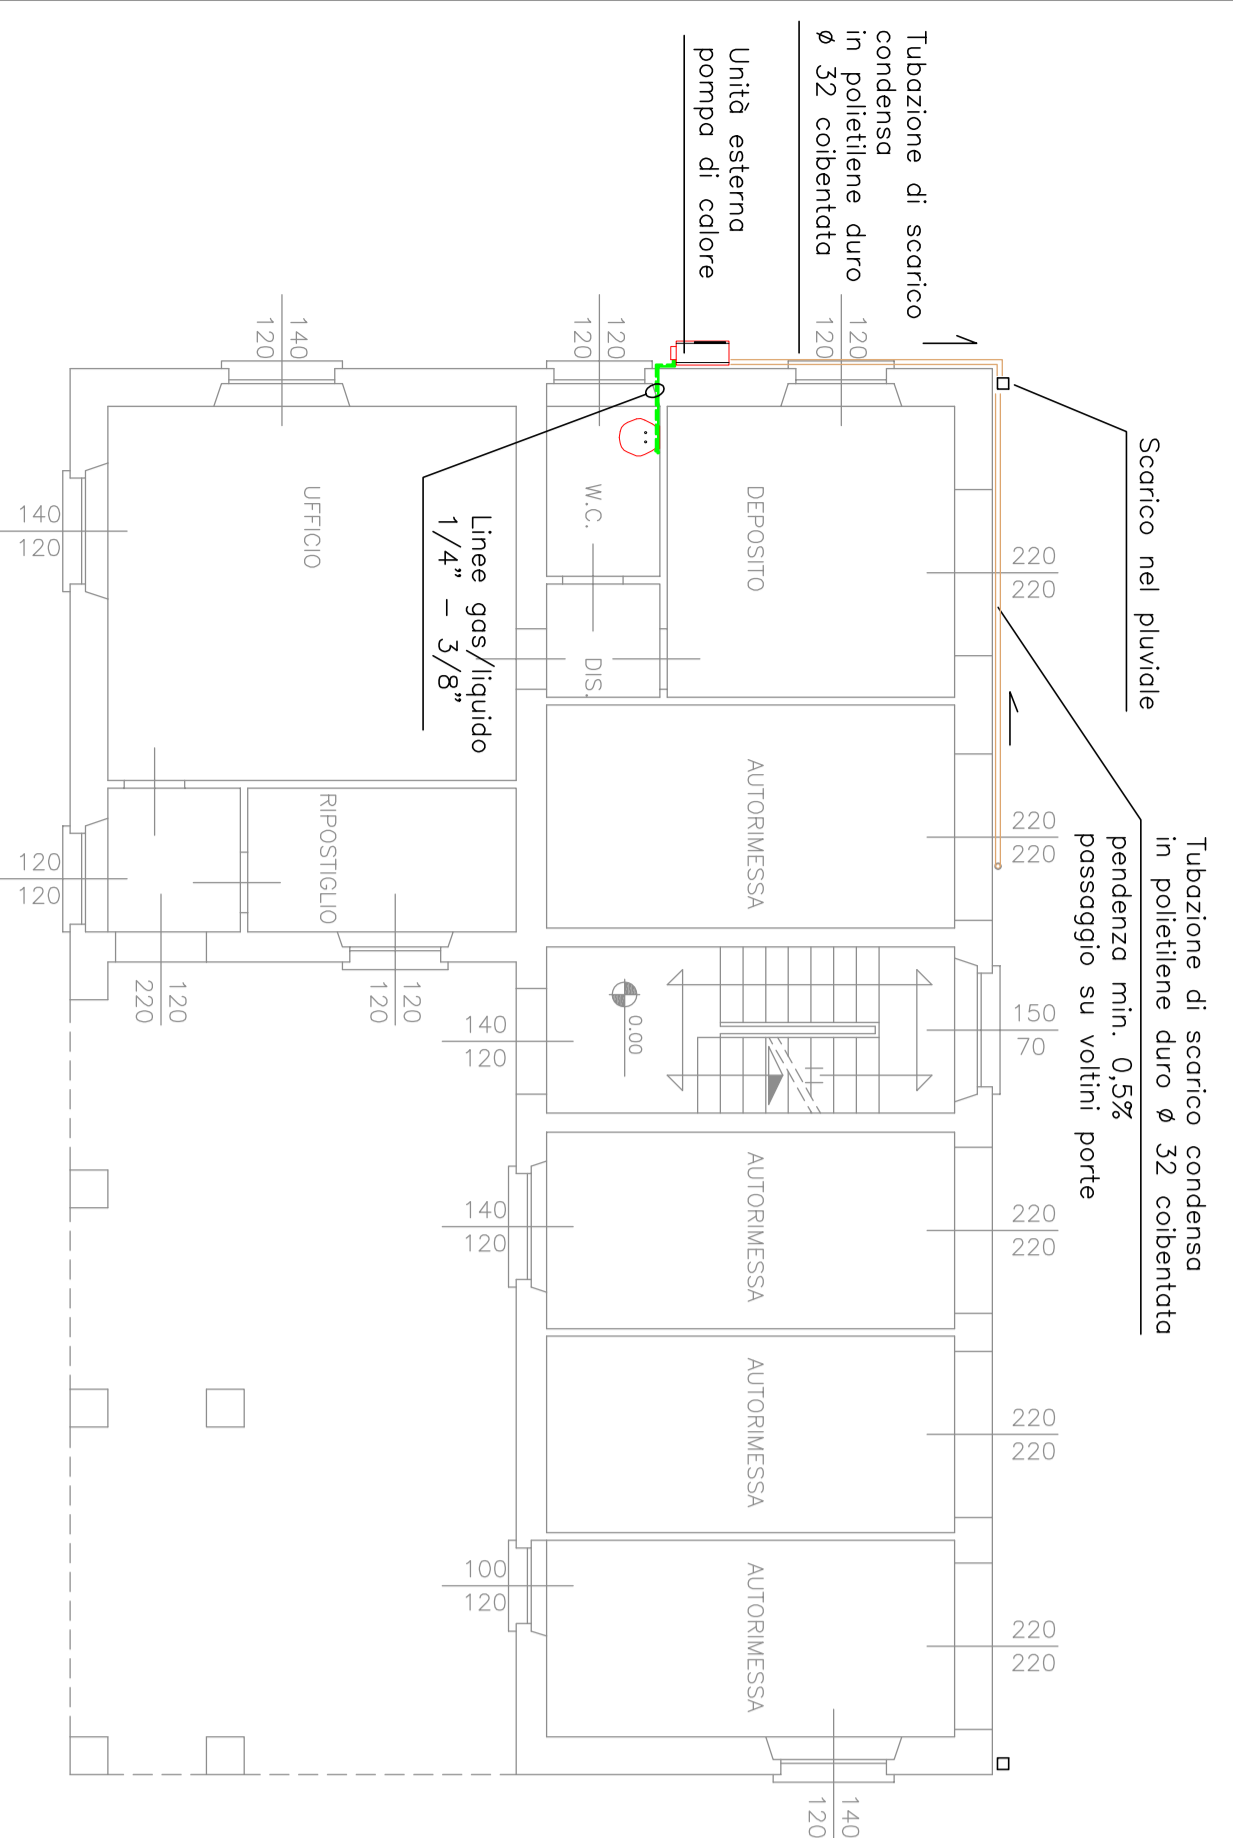 Tubazione di scarico
condensa
in polietilene duro
ø 32 coibentata
Unità esterna
pompa di calore
Scarico nel pluviale
Tubazione di scarico condensa
in polietilene duro ø 32 coibentata
pendenza min. 0,5%
passaggio su voltini porte
Linee gas/liquido
1/4” – 3/8”
DEPOSITO
W.C.
DIS.
UFFICIO
RIPOSTIGLIO
AUTORIMESSA
AUTORIMESSA
AUTORIMESSA
AUTORIMESSA
0.00
140
120
120
120
120
120
220
220
220
220
150
70
220
220
220
220
220
220
140
120
120
120
120
220
120
120
140
120
140
120
100
120
140
120